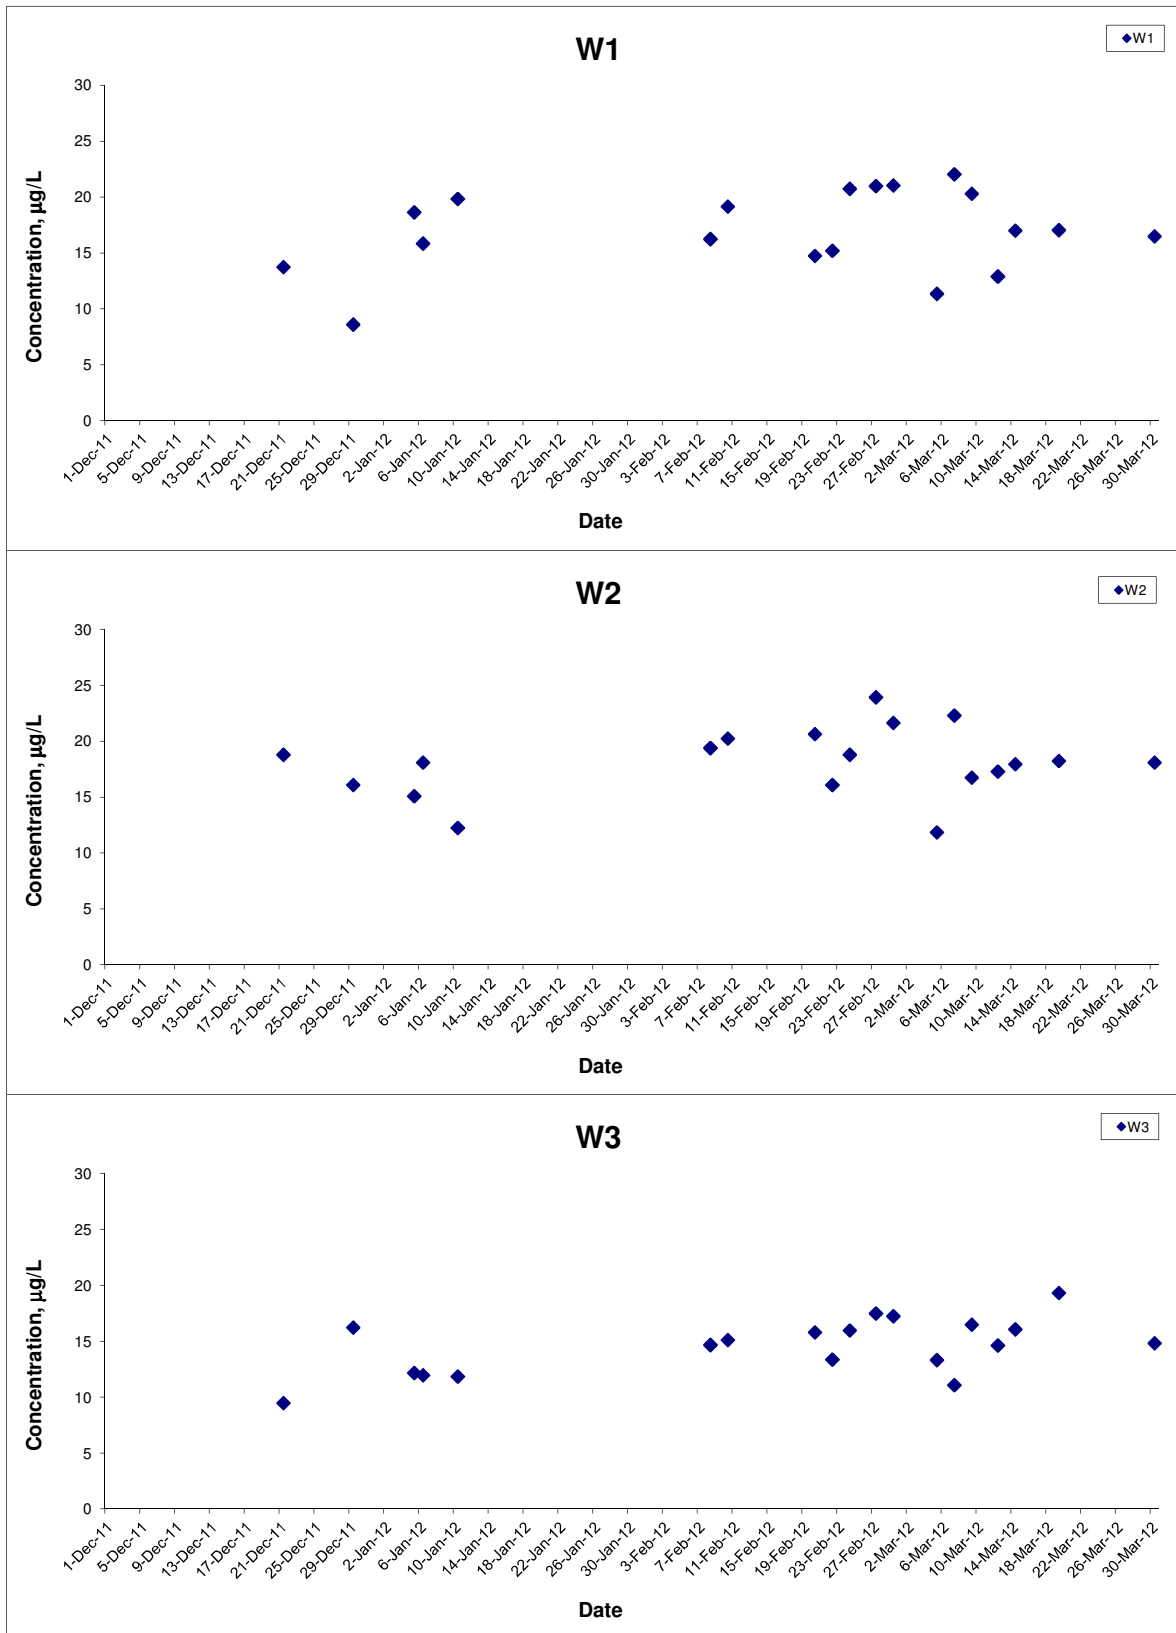 W1
W1
30
25
20
15
10
5
0
Concentration, µg/L
1-Dec-11 5-Dec-11 9-Dec-11 13-Dec-11 17-Dec-11 21-Dec-11 25-Dec-11 29-Dec-11 2-Jan-12 6-Jan-12 10-Jan-12 14-Jan-12 18-Jan-12 22-Jan-12 26-Jan-12 30-Jan-12 3-Feb-12 7-Feb-12 11-Feb-12 15-Feb-12 19-Feb-12 23-Feb-12 27-Feb-12 2-Mar-12 6-Mar-12 10-Mar-12 14-Mar-12 18-Mar-12 22-Mar-12 26-Mar-12 30-Mar-12
Date
W2
W2
30
25
20
15
10
5
0
Concentration, µg/L
1-Dec-11 5-Dec-11 9-Dec-11 13-Dec-11 17-Dec-11 21-Dec-11 25-Dec-11 29-Dec-11 2-Jan-12 6-Jan-12 10-Jan-12 14-Jan-12 18-Jan-12 22-Jan-12 26-Jan-12 30-Jan-12 3-Feb-12 7-Feb-12 11-Feb-12 15-Feb-12 19-Feb-12 23-Feb-12 27-Feb-12 2-Mar-12 6-Mar-12 10-Mar-12 14-Mar-12 18-Mar-12 22-Mar-12 26-Mar-12 30-Mar-12
Date
W3
W3
30
25
20
15
10
5
0
Concentration, µg/L
1-Dec-11 5-Dec-11 9-Dec-11 13-Dec-11 17-Dec-11 21-Dec-11 25-Dec-11 29-Dec-11 2-Jan-12 6-Jan-12 10-Jan-12 14-Jan-12 18-Jan-12 22-Jan-12 26-Jan-12 30-Jan-12 3-Feb-12 7-Feb-12 11-Feb-12 15-Feb-12 19-Feb-12 23-Feb-12 27-Feb-12 2-Mar-12 6-Mar-12 10-Mar-12 14-Mar-12 18-Mar-12 22-Mar-12 26-Mar-12 30-Mar-12
Date